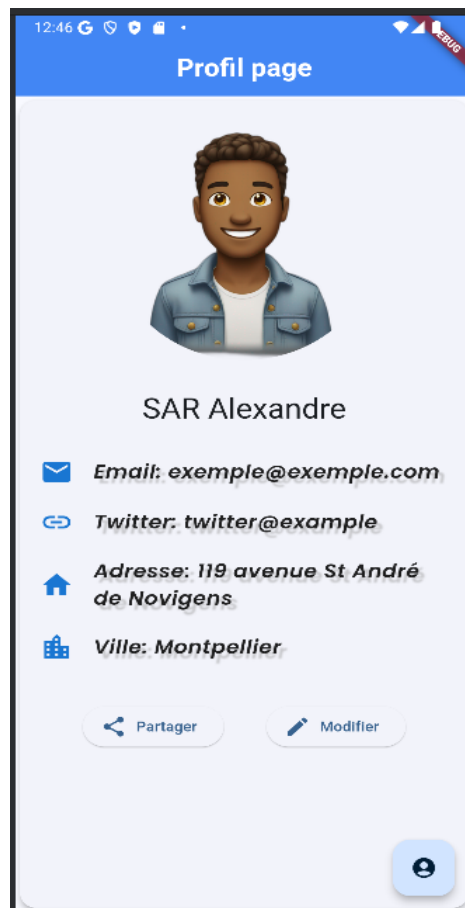 12:46 G
DEBUG
Profil page
SAR Alexandre
Email: exemple@exemple.com
Twitter: twitter@example
Adresse: 119 avenue St André
de Novigens
Ville: Montpellier
Partager
Modifier